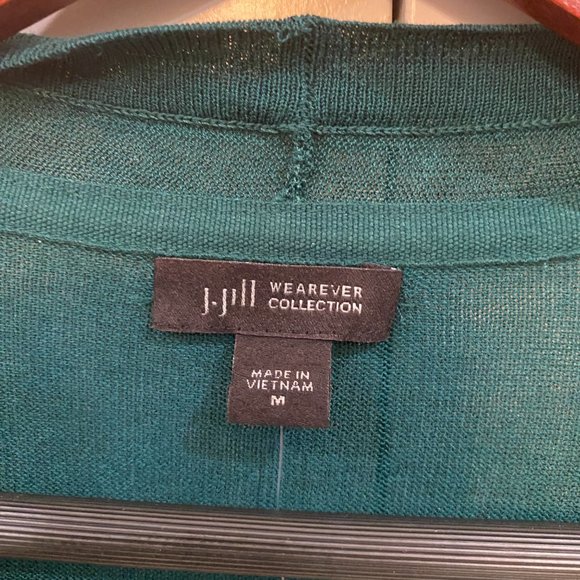 J.Jill WEAREVER
COLLECTION
MADE IN
VIETNAM
M